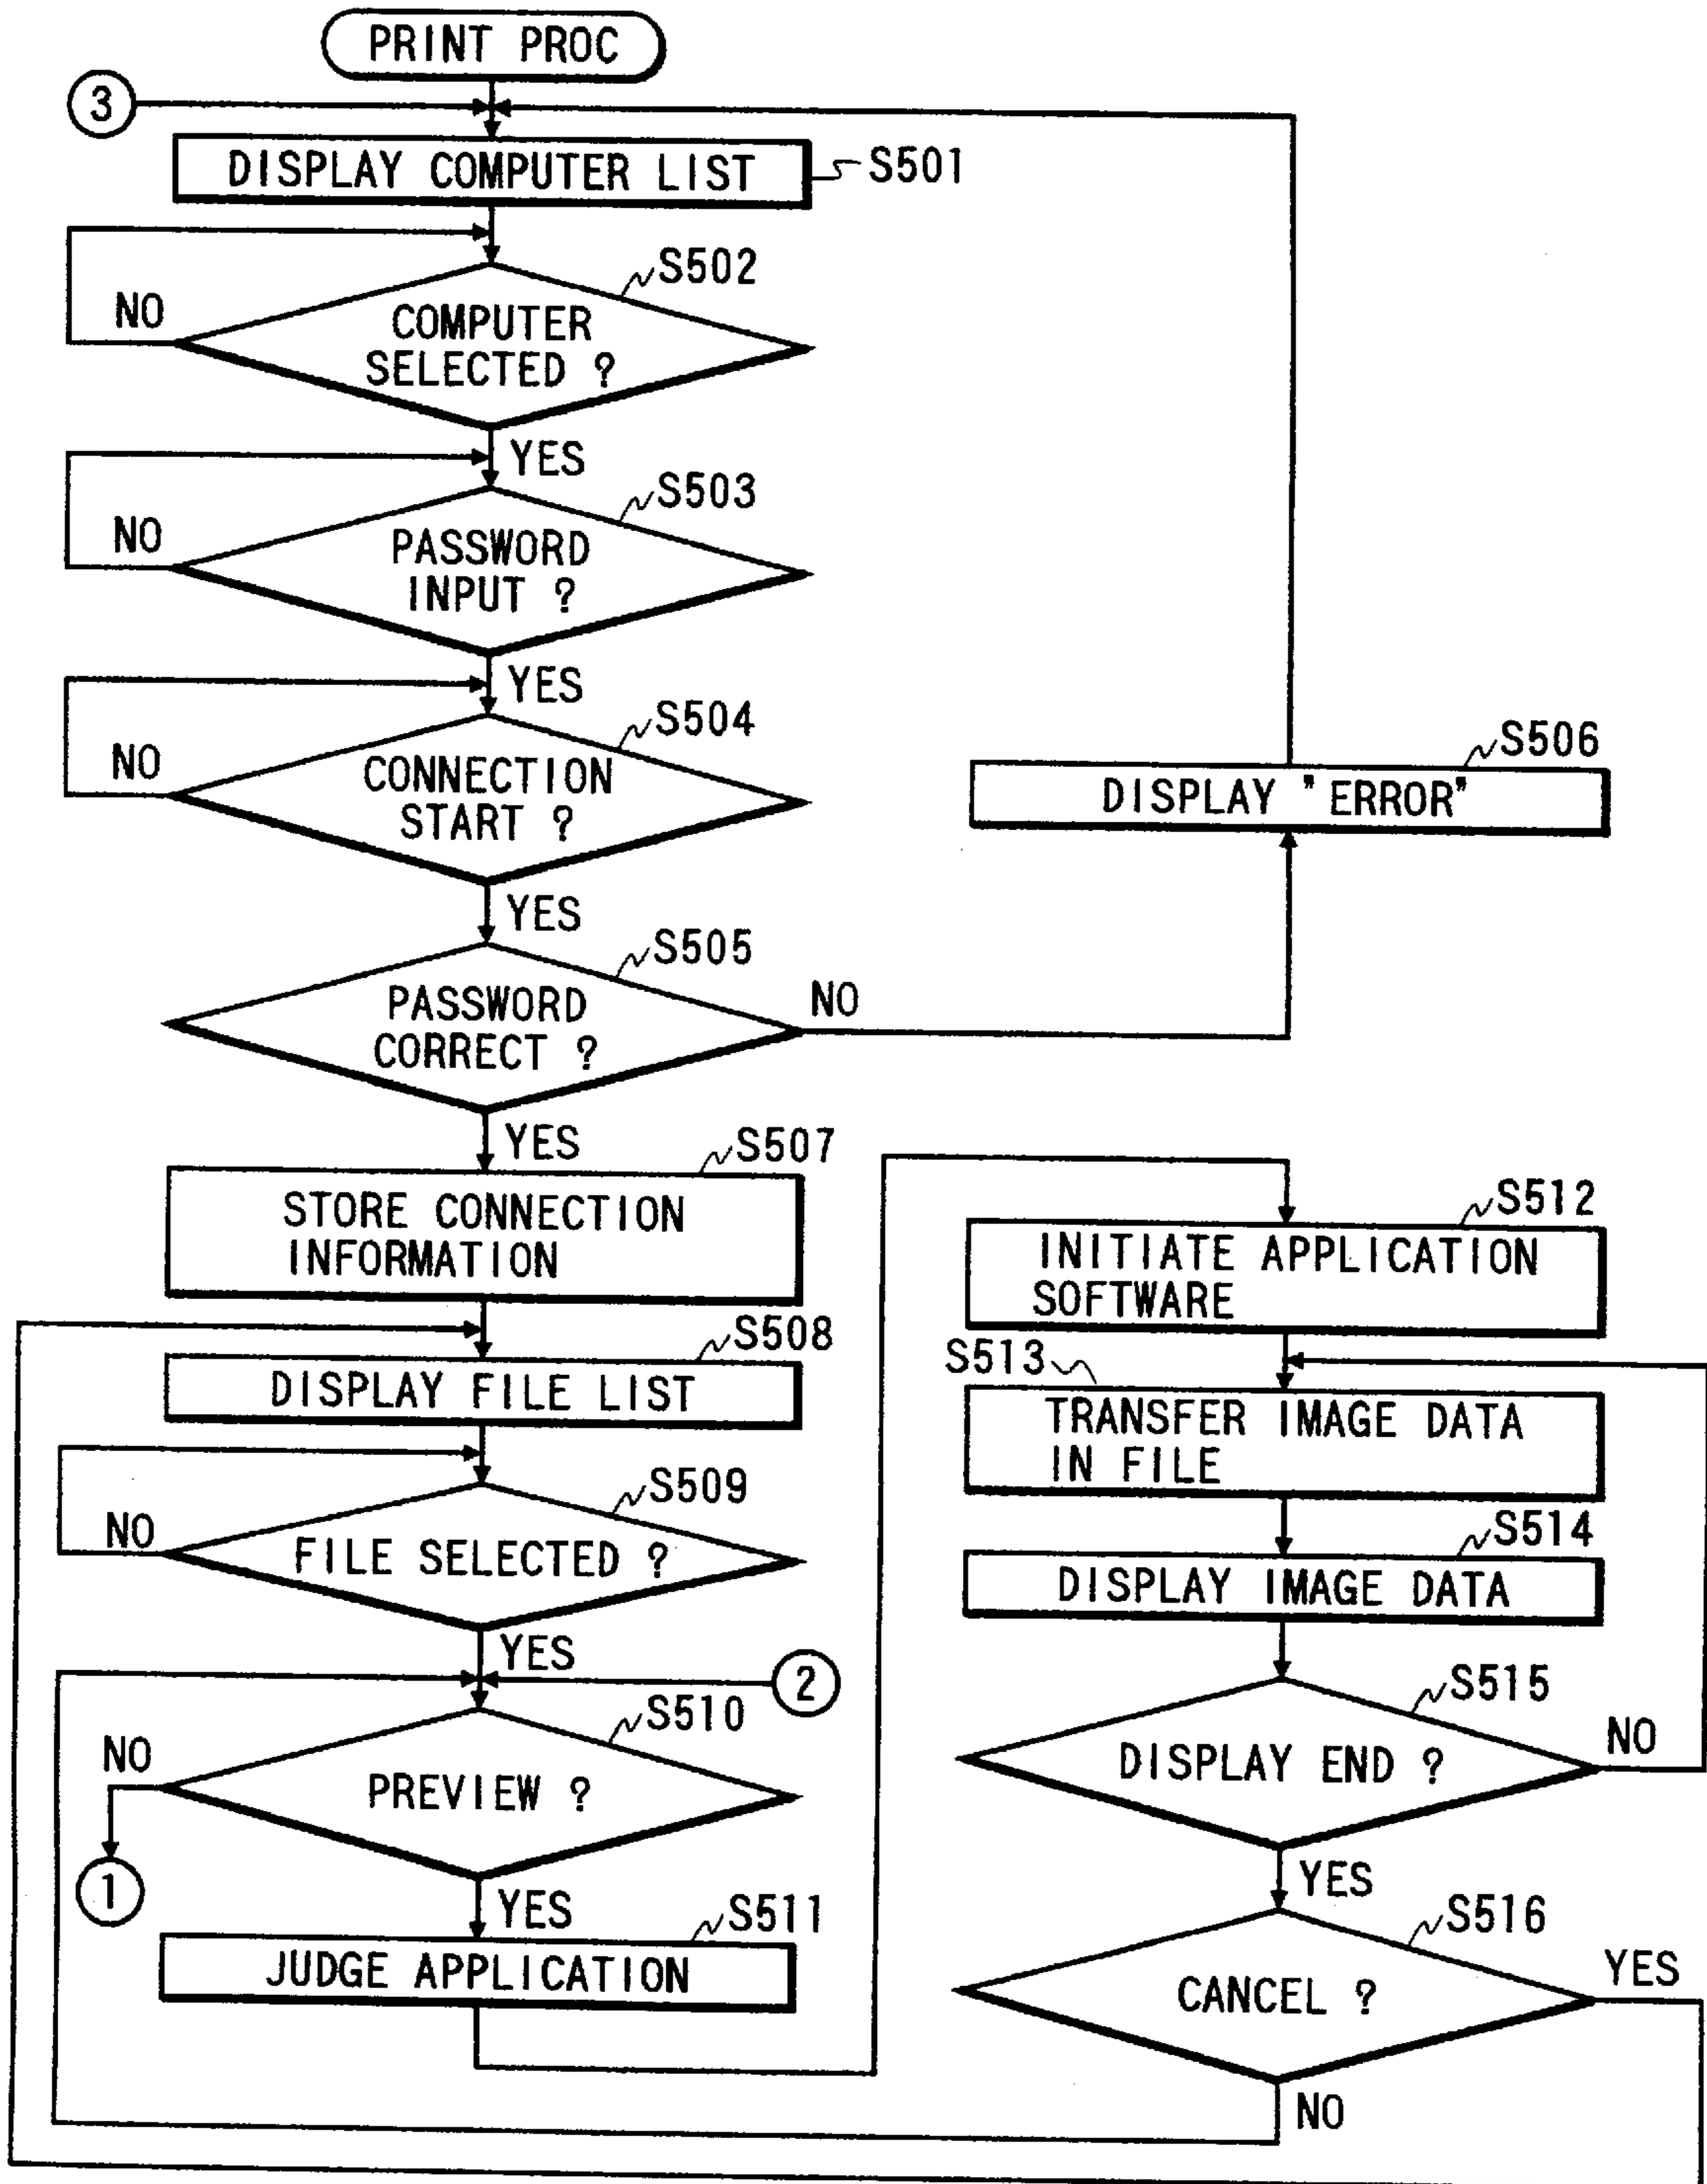 PRINT PROC
3
DISPLAY COMPUTER LIST
S501
S502
NO
COMPUTER
SELECTED ?
YES
S503
NO
PASSWORD
INPUT ?
YES
S504
NO
CONNECTION
START ?
S506
DISPLAY "ERROR"
YES
S505
PASSWORD
CORRECT ?
NO
YES
S507
STORE CONNECTION
INFORMATION
S508
DISPLAY FILE LIST
S509
NO
FILE SELECTED ?
YES
2
S510
NO
PREVIEW ?
1
YES
S511
JUDGE APPLICATION
S512
INITIATE APPLICATION
SOFTWARE
S513
TRANSFER IMAGE DATA
IN FILE
S514
DISPLAY IMAGE DATA
S515
DISPLAY END ?
NO
YES
S516
CANCEL ?
YES
NO